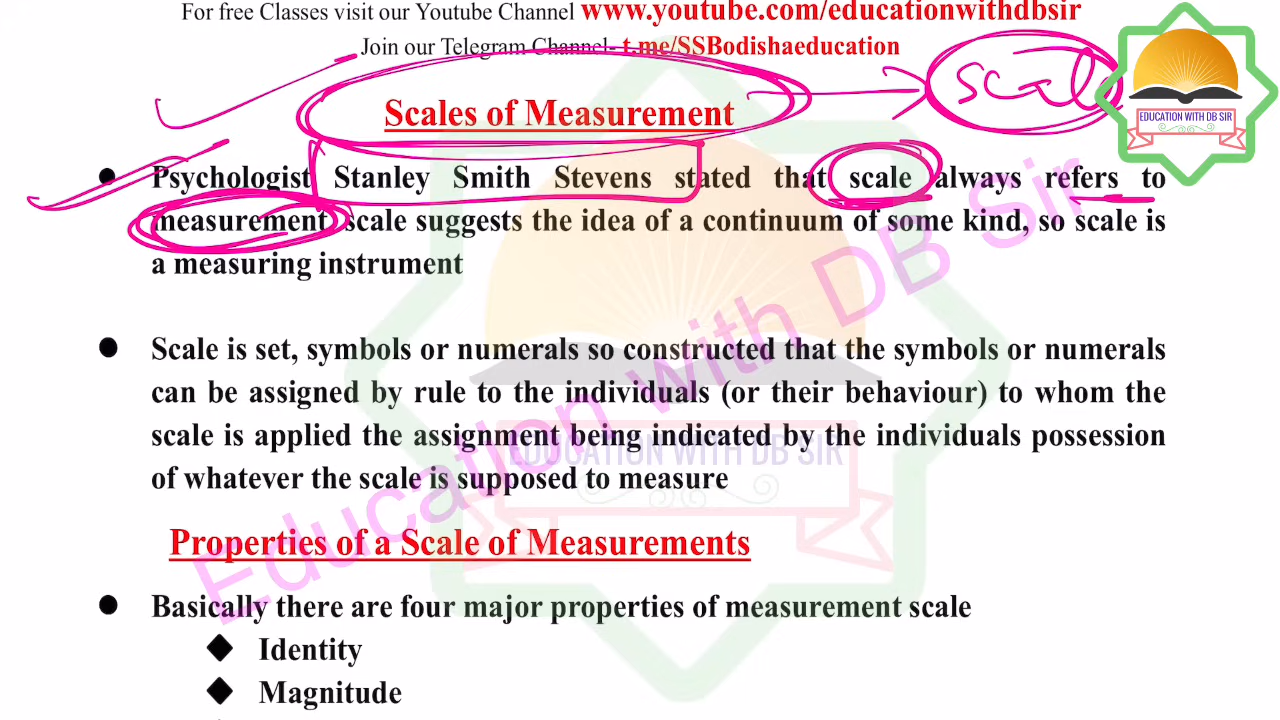 For free Classes visit our Youtube Channel www.youtube.com/educationwithdbsir
Join our Telegram Channel- t.me/SSBodishaeducation
Scales of Measurement
scale
EDUCATION WITH DB SIR
● Psychologist Stanley Smith Stevens stated that scale always refers to
measurement scale suggests the idea of a continuum of some kind, so scale is
a measuring instrument
● Scale is set, symbols or numerals so constructed that the symbols or numerals
can be assigned by rule to the individuals (or their behaviour) to whom the
scale is applied the assignment being indicated by the individuals possession
of whatever the scale is supposed to measure
EDUCATION WITH DB SIR
Education with DB Sir
Properties of a Scale of Measurements
● Basically there are four major properties of measurement scale
◆ Identity
◆ Magnitude